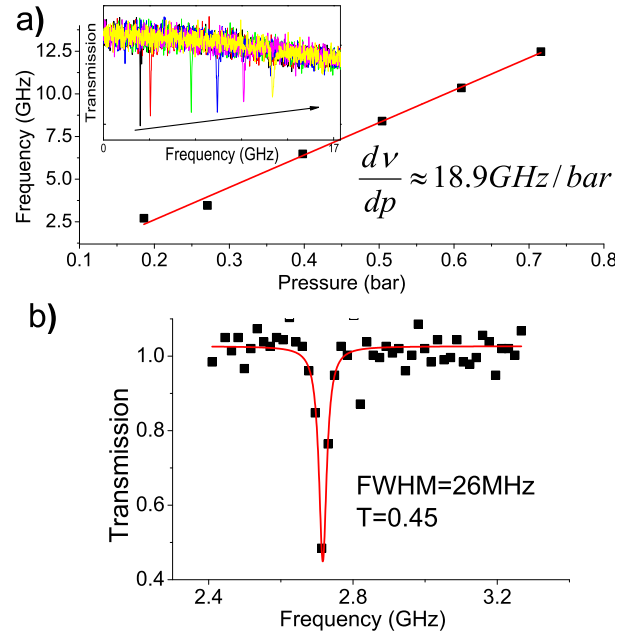 a)
Transmission
0
17
Frequency (GHz)
Frequency (GHz)
12.5
10.0
7.5
5.0
2.5
dν
dp
≈18.9GHz/bar
0.1
0.2
0.3
0.4
0.5
0.6
0.7
0.8
Pressure (bar)
b)
Transmission
1.0
0.8
0.6
0.4
FWHM=26MHz
T=0.45
2.4
2.8
3.2
Frequency (GHz)